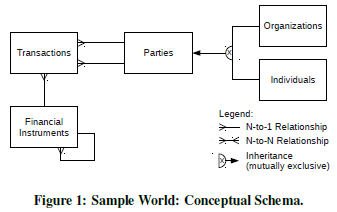 Organizations
Transactions
Parties
x
Individuals
Financial
Instruments
Legend:
N-to-1 Relationship
N-to-N Relationship
x
Inheritance
(mutually exclusive)
Figure 1: Sample World: Conceptual Schema.